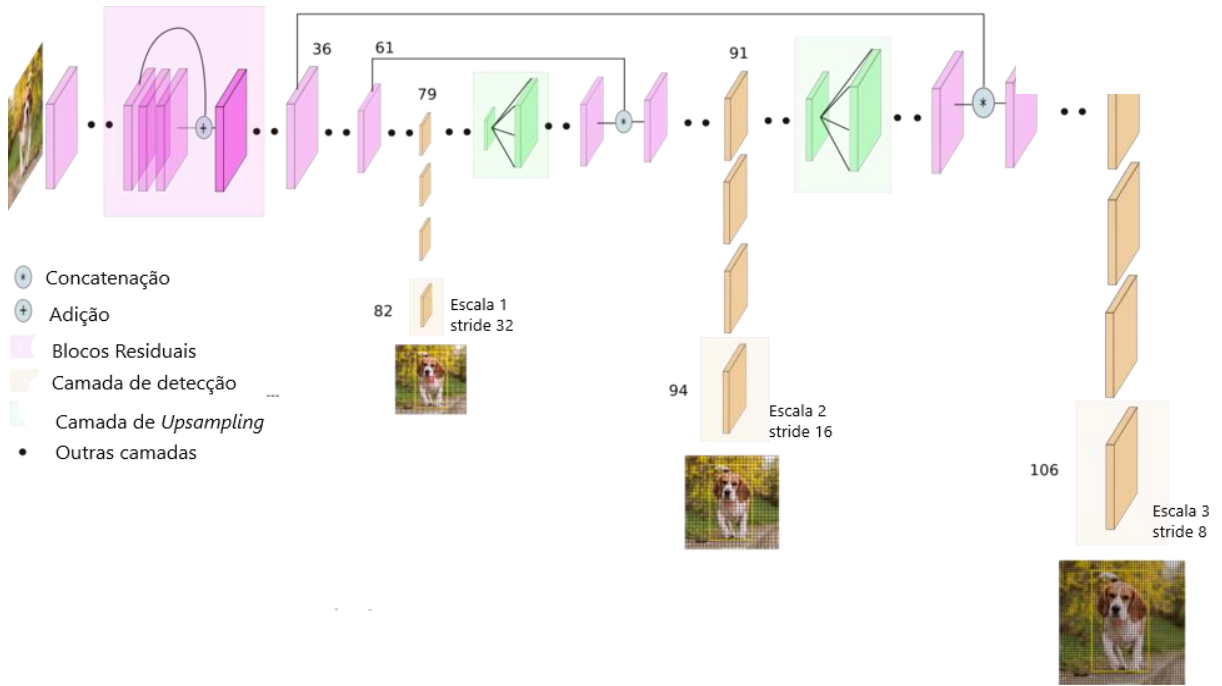 36
61
91
79
Concatenação
Adição
Blocos Residuais
Camada de detecção
Camada de Upsampling
Outras camadas
82
Escala 1
stride 32
94
Escala 2
stride 16
106
Escala 3
stride 8